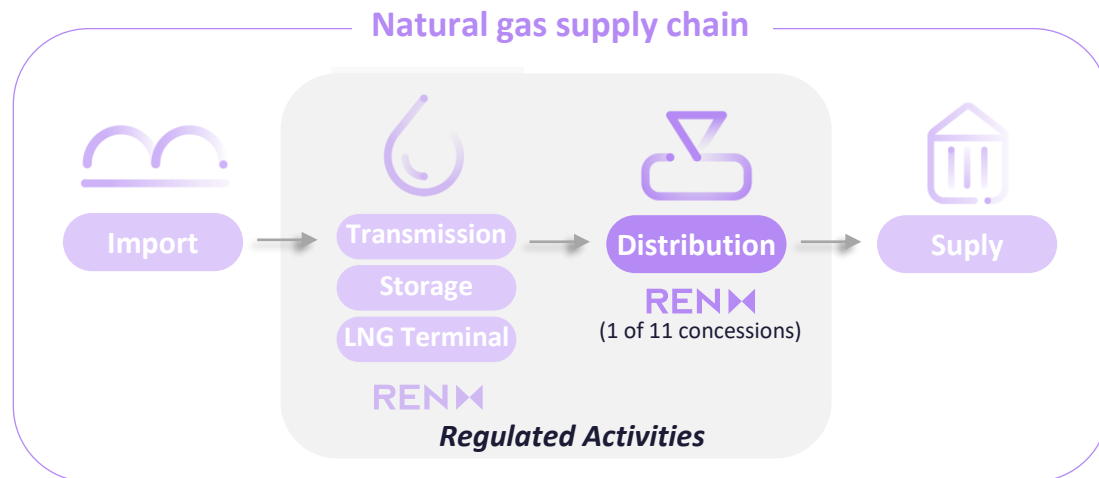 Natural gas supply chain
Import
Transmission
Storage
LNG Terminal
REN
Distribution
REN
(1 of 11 concessions)
Suply
Regulated Activities